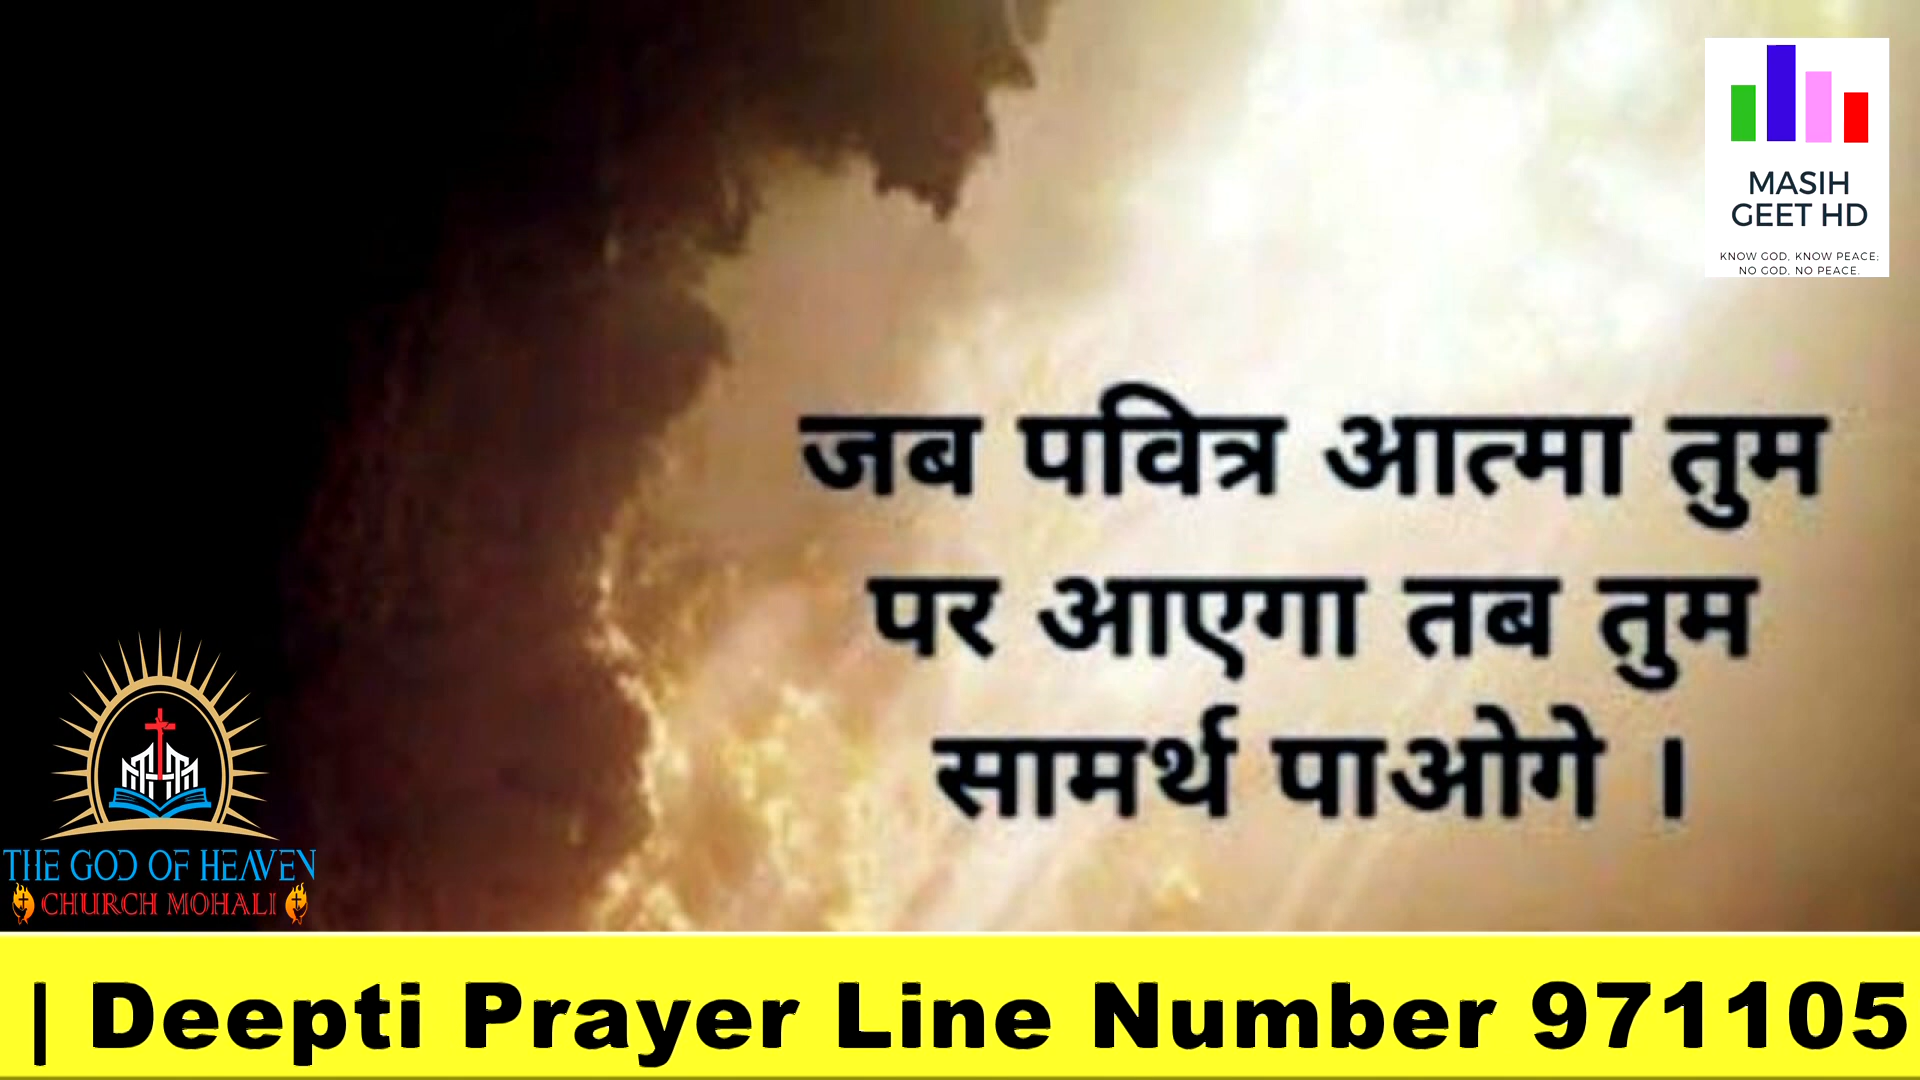 MASIH
GEET HD
KNOW GOD, KNOW PEACE;
NO GOD, NO PEACE.
जब पवित्र आत्मा तुम
पर आएगा तब तुम
सामर्थ पाओगे ।
THE GOD OF HEAVEN
CHURCH MOHALI
| Deepti Prayer Line Number 971105